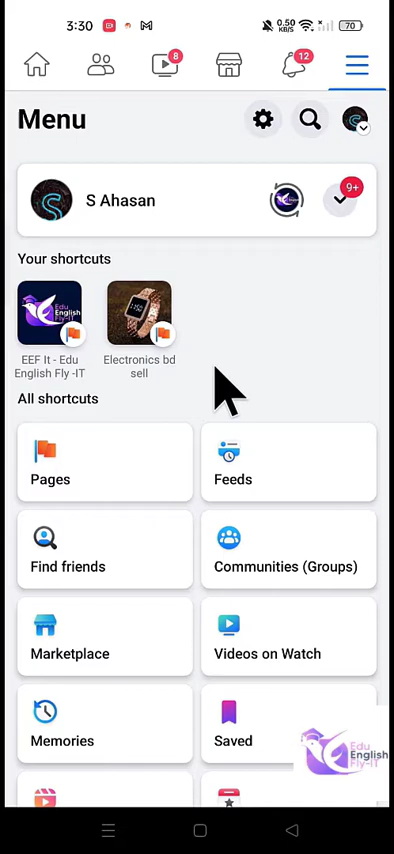 3:30
0.50
KB/s
70
8
12
Menu
S Ahasan
9+
Your shortcuts
Edu
English
Fly-IT
EEF It - Edu
English Fly -IT
Electronics bd
sell
All shortcuts
Pages
Feeds
Find friends
Communities (Groups)
Marketplace
Videos on Watch
Memories
Saved
Edu
English
Fly-IT